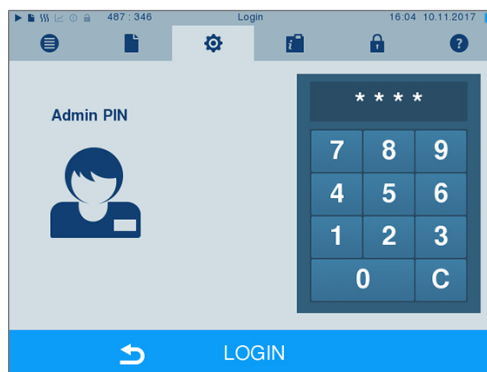 487 : 346 Login 16:04 10.11.2017
i ?
Admin PIN
* * * *
7 8 9
4 5 6
1 2 3
0 C
LOGIN